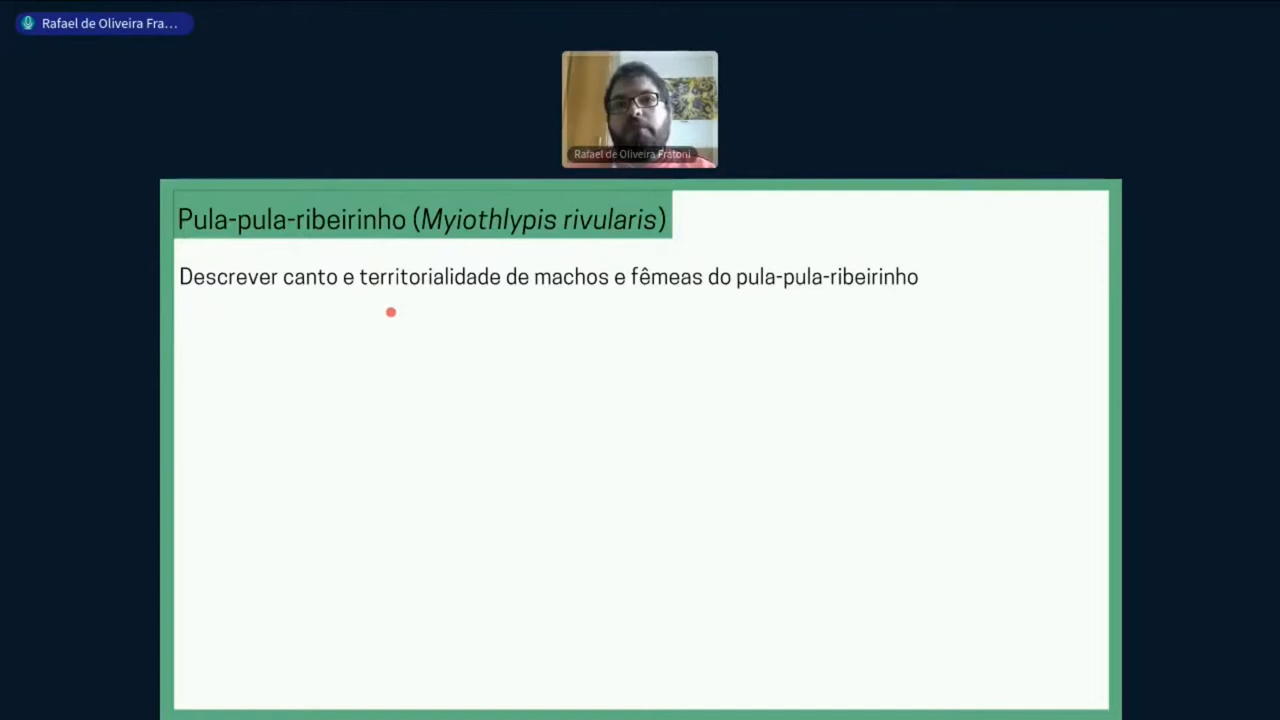 Rafael de Oliveira Fra...
Rafael de Oliveira Fratoni
Pula-pula-ribeirinho (Myiothlypis rivularis)
Descrever canto e territorialidade de machos e fêmeas do pula-pula-ribeirinho